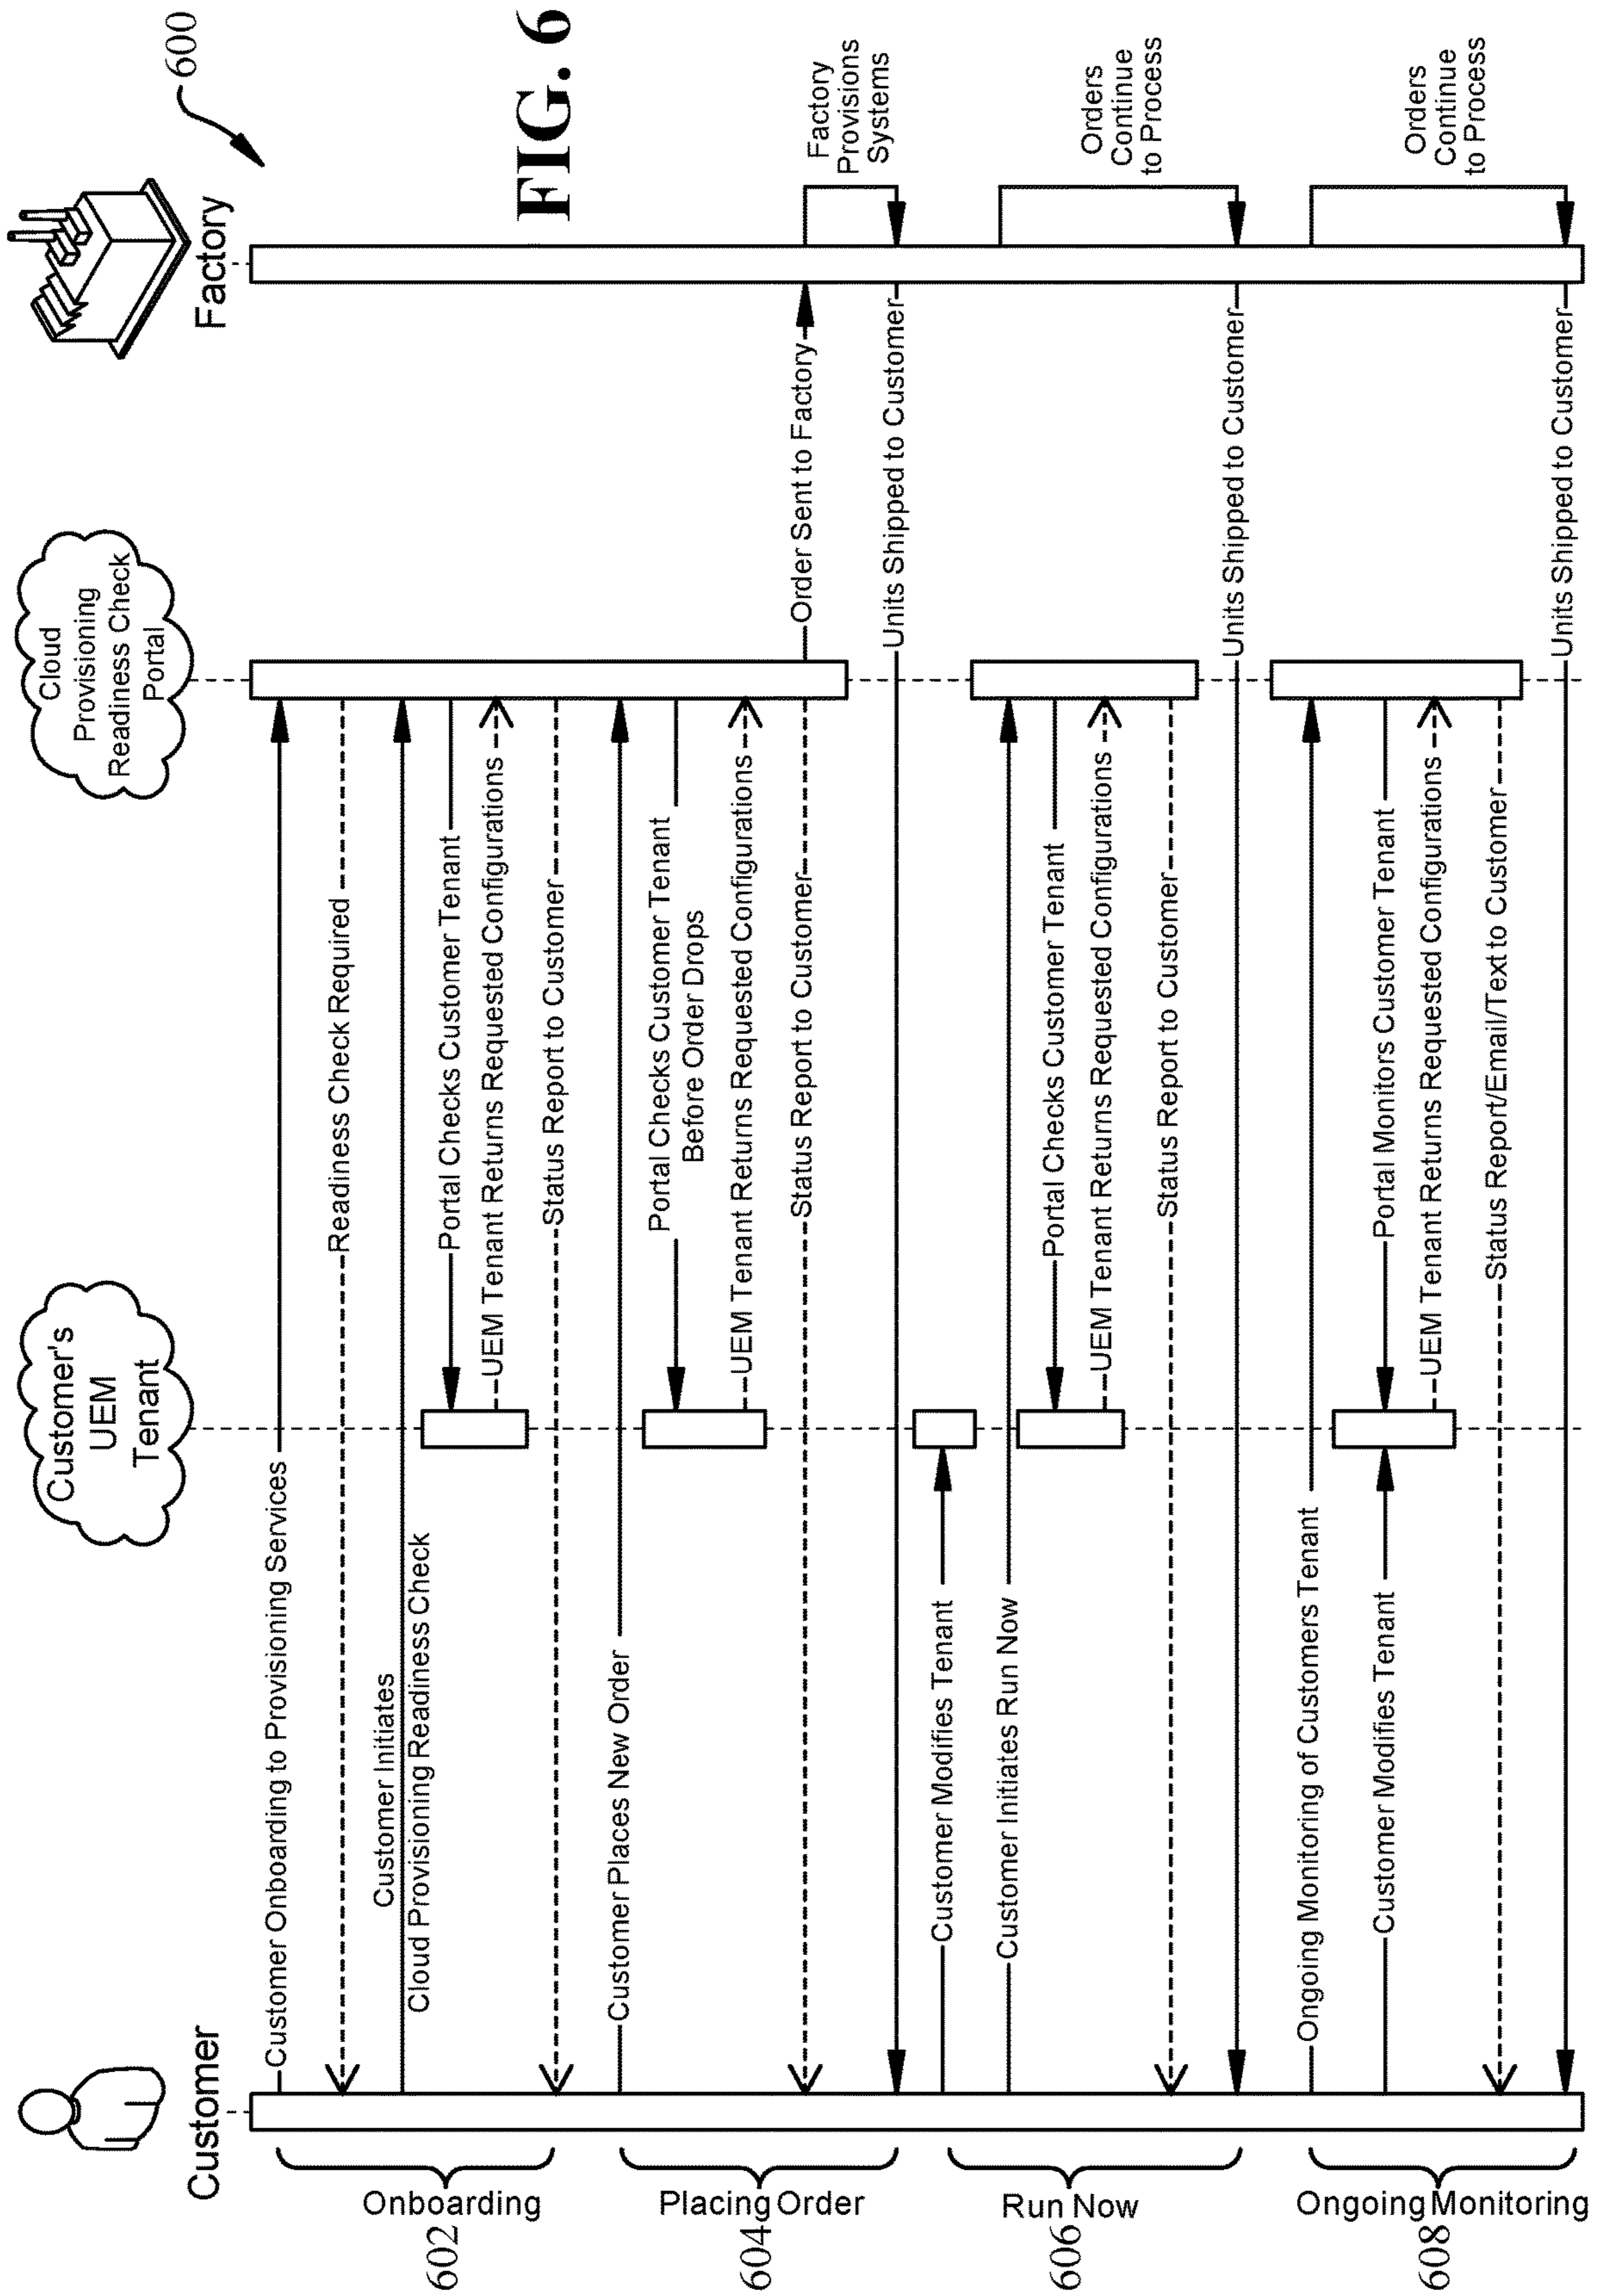 600
FIG. 6
Customer
Customer's
UEM
Tenant
Cloud
Provisioning
Readiness Check
Portal
Factory
602
Onboarding
Customer Onboarding to Provisioning Services
Readiness Check Required
Customer Initiates
Cloud Provisioning Readiness Check
Portal Checks Customer Tenant
UEM Tenant Returns Requested Configurations
Status Report to Customer
604
Placing Order
Customer Places New Order
Portal Checks Customer Tenant
Before Order Drops
UEM Tenant Returns Requested Configurations
Status Report to Customer
Order Sent to Factory
Factory
Provisions
Systems
Units Shipped to Customer
606
Run Now
Customer Modifies Tenant
Customer Initiates Run Now
Portal Checks Customer Tenant
UEM Tenant Returns Requested Configurations
Status Report to Customer
Orders
Continue
to Process
Units Shipped to Customer
608
Ongoing Monitoring
Ongoing Monitoring of Customers Tenant
Customer Modifies Tenant
Portal Monitors Customer Tenant
UEM Tenant Returns Requested Configurations
Status Report/Email/Text to Customer
Orders
Continue
to Process
Units Shipped to Customer